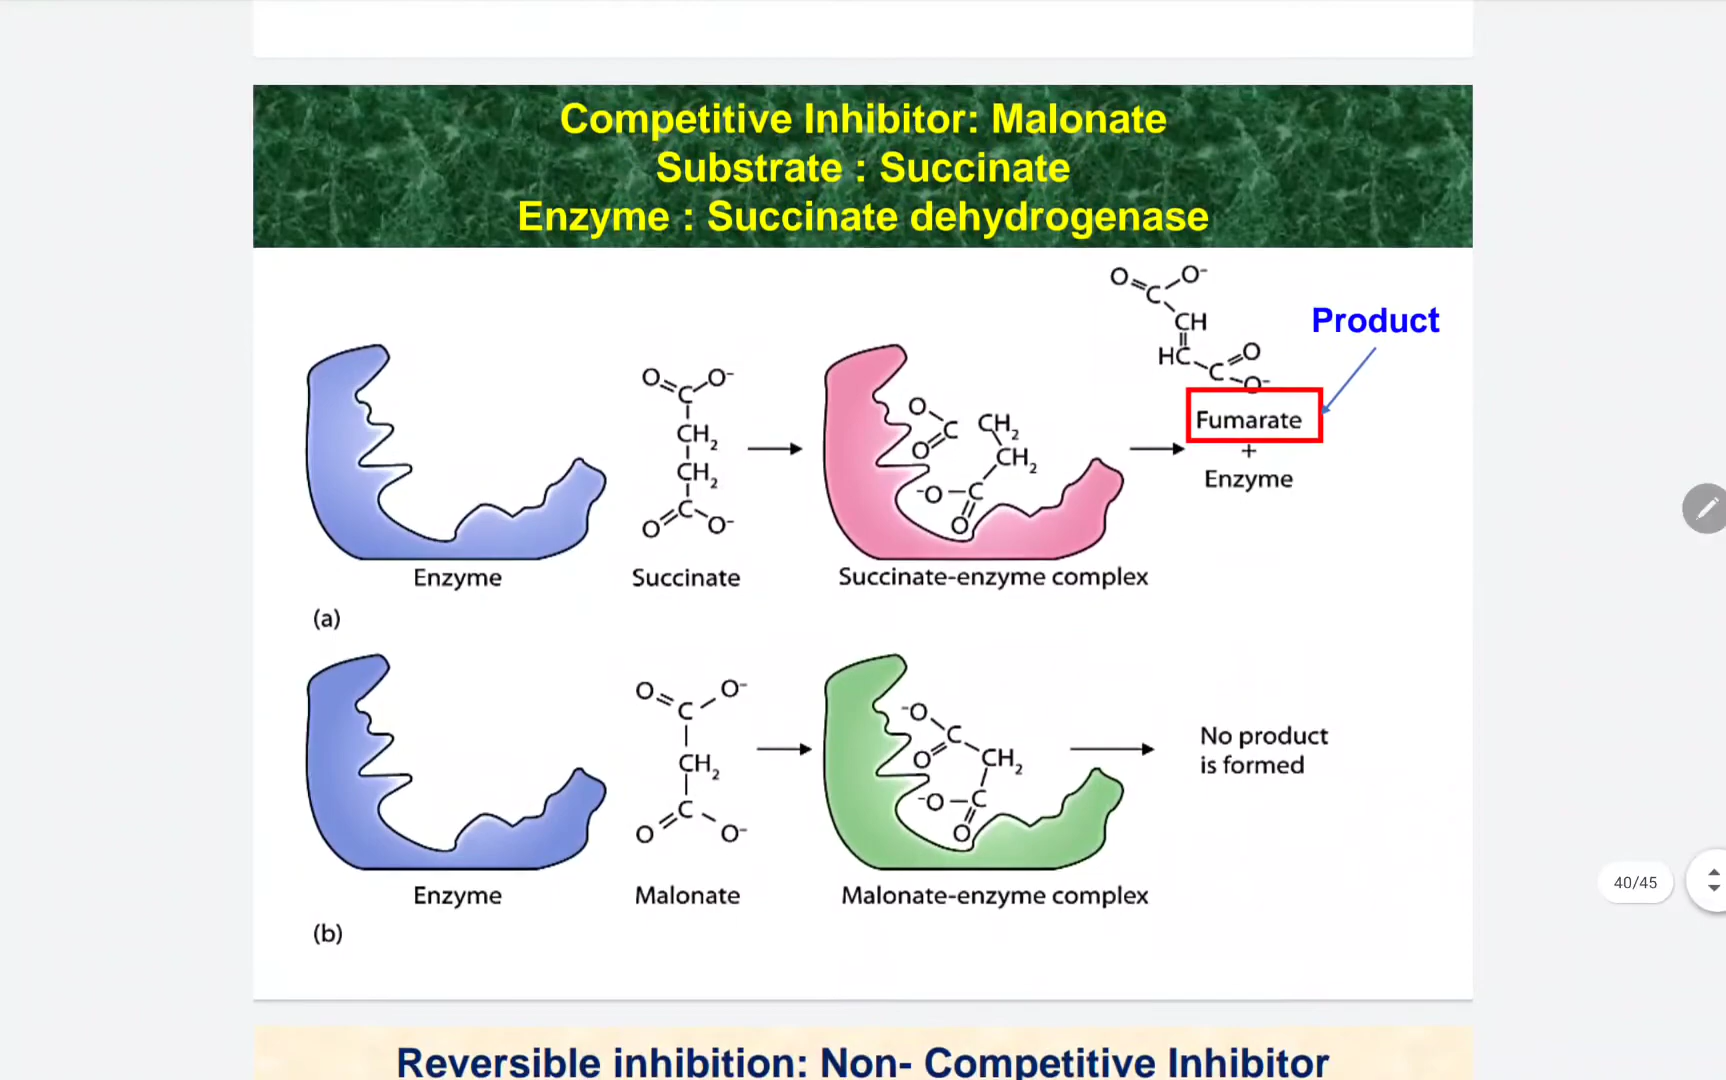 Competitive Inhibitor: Malonate
Substrate : Succinate
Enzyme : Succinate dehydrogenase
O=C-O⁻
CH
HC
C=O
O⁻
Product
Fumarate
+
Enzyme
O=C-O⁻
CH₂
CH₂
O=C-O⁻
O
C
O
CH₂
CH₂
⁻O-C
O
Enzyme
Succinate
Succinate-enzyme complex
(a)
O=C-O⁻
CH₂
O=C-O⁻
⁻O
C
O
CH₂
⁻O-C
O
No product
is formed
Enzyme
Malonate
Malonate-enzyme complex
(b)
40/45
Reversible inhibition: Non- Competitive Inhibitor